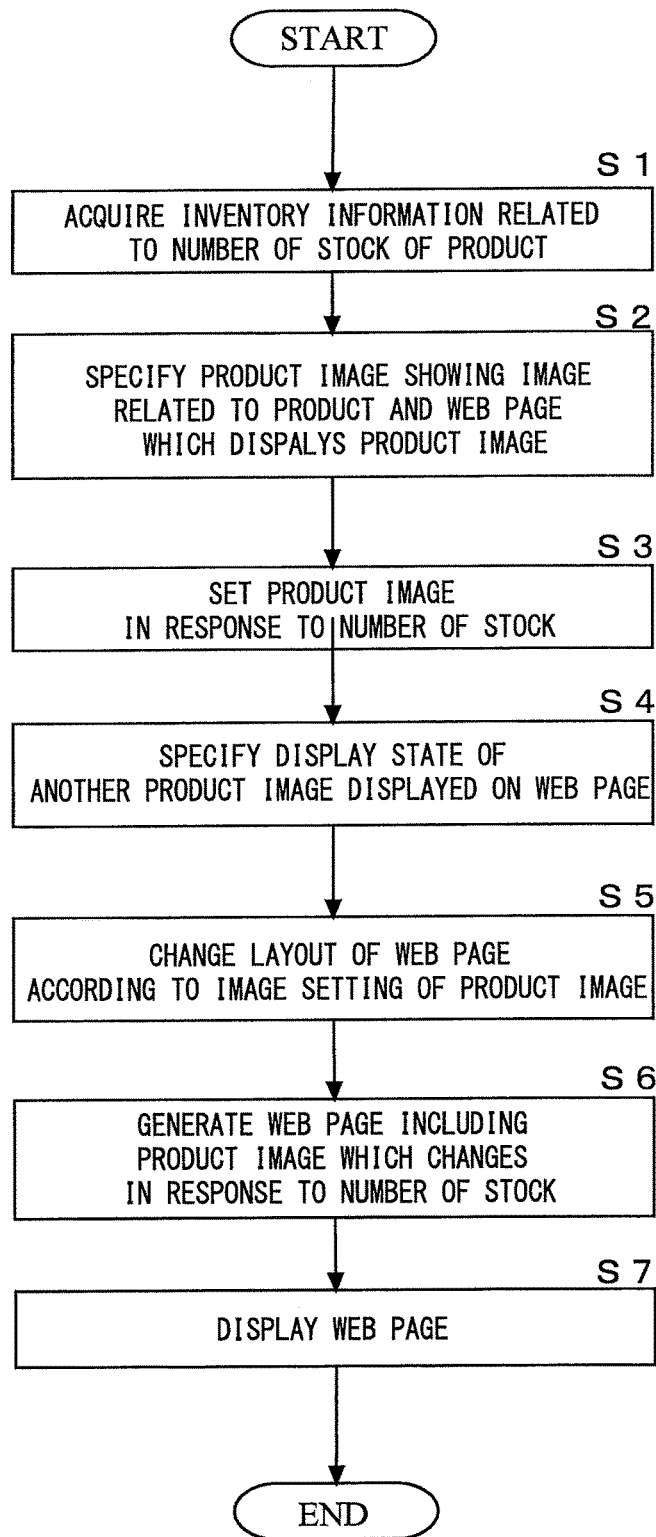 START
S 1
ACQUIRE INVENTORY INFORMATION RELATED
TO NUMBER OF STOCK OF PRODUCT
S 2
SPECIFY PRODUCT IMAGE SHOWING IMAGE
RELATED TO PRODUCT AND WEB PAGE
WHICH DISPALYS PRODUCT IMAGE
S 3
SET PRODUCT IMAGE
IN RESPONSE TO NUMBER OF STOCK
S 4
SPECIFY DISPLAY STATE OF
ANOTHER PRODUCT IMAGE DISPLAYED ON WEB PAGE
S 5
CHANGE LAYOUT OF WEB PAGE
ACCORDING TO IMAGE SETTING OF PRODUCT IMAGE
S 6
GENERATE WEB PAGE INCLUDING
PRODUCT IMAGE WHICH CHANGES
IN RESPONSE TO NUMBER OF STOCK
S 7
DISPLAY WEB PAGE
END